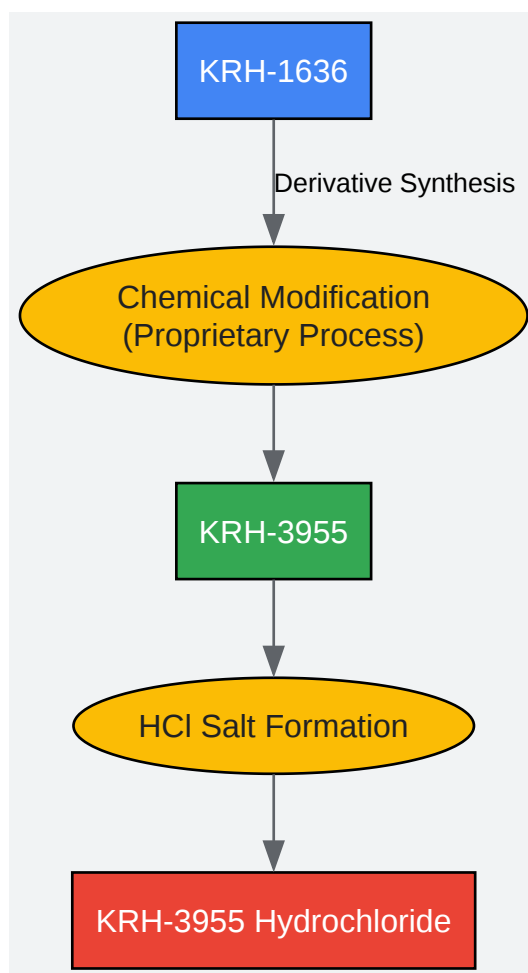 KRH-1636
Derivative Synthesis
Chemical Modification
(Proprietary Process)
KRH-3955
HCl Salt Formation
KRH-3955 Hydrochloride